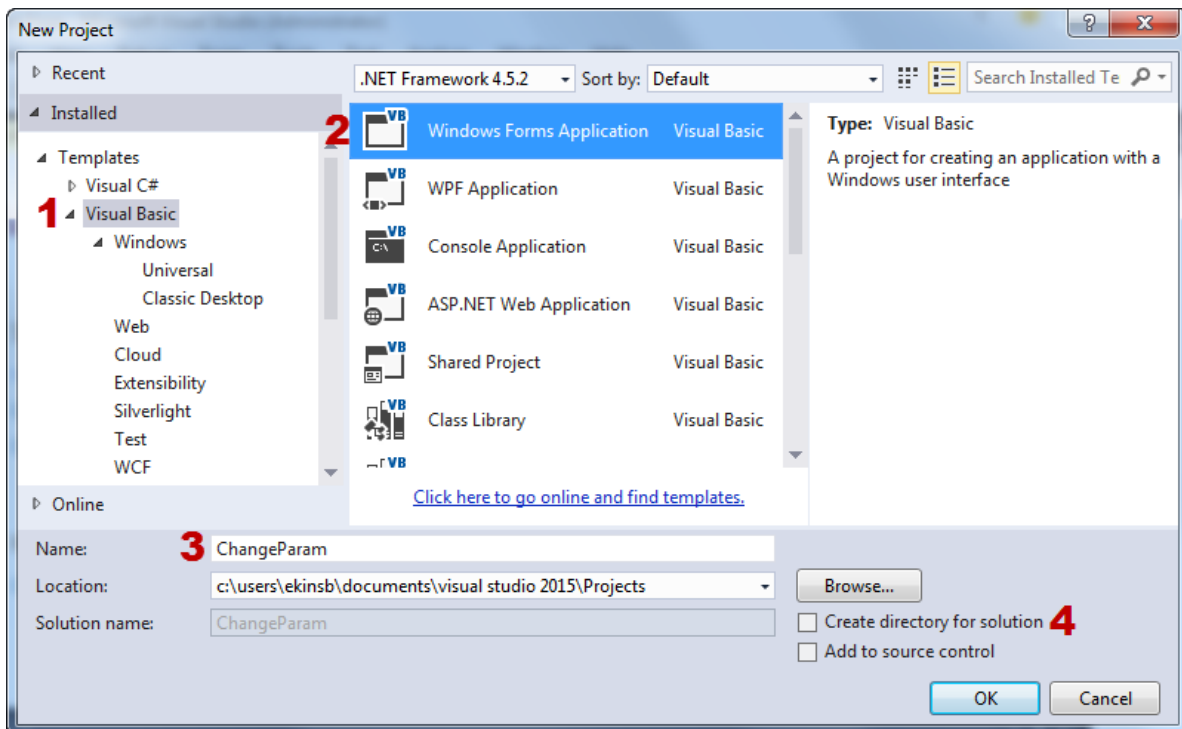 New Project
Recent
.NET Framework 4.5.2 Sort by: Default Search Installed Te
Installed
Templates
Visual C#
1 Visual Basic
Windows
Universal
Classic Desktop
Web
Cloud
Extensibility
Silverlight
Test
WCF
Online
2 VB Windows Forms Application Visual Basic
VB WPF Application Visual Basic
VB C:\ Console Application Visual Basic
VB ASP.NET Web Application Visual Basic
VB Shared Project Visual Basic
VB Class Library Visual Basic
VB
Click here to go online and find templates.
Type: Visual Basic
A project for creating an application with a
Windows user interface
Name: 3 ChangeParam
Location: c:\users\ekinsb\documents\visual studio 2015\Projects Browse...
Solution name: ChangeParam
Create directory for solution 4
Add to source control
OK Cancel